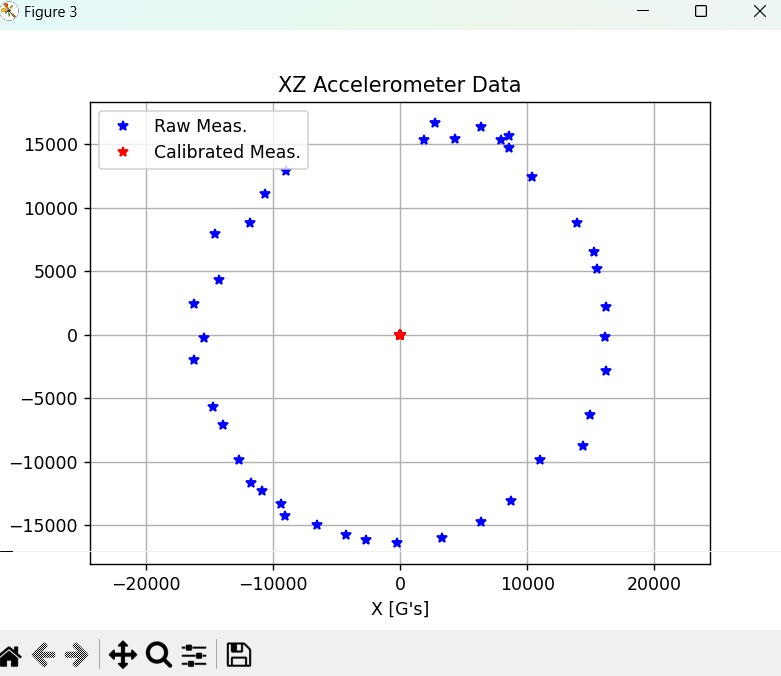 Figure 3
XZ Accelerometer Data
Raw Meas.
Calibrated Meas.
15000
10000
5000
0
−5000
−10000
−15000
−20000
−10000
0
10000
20000
X [G's]